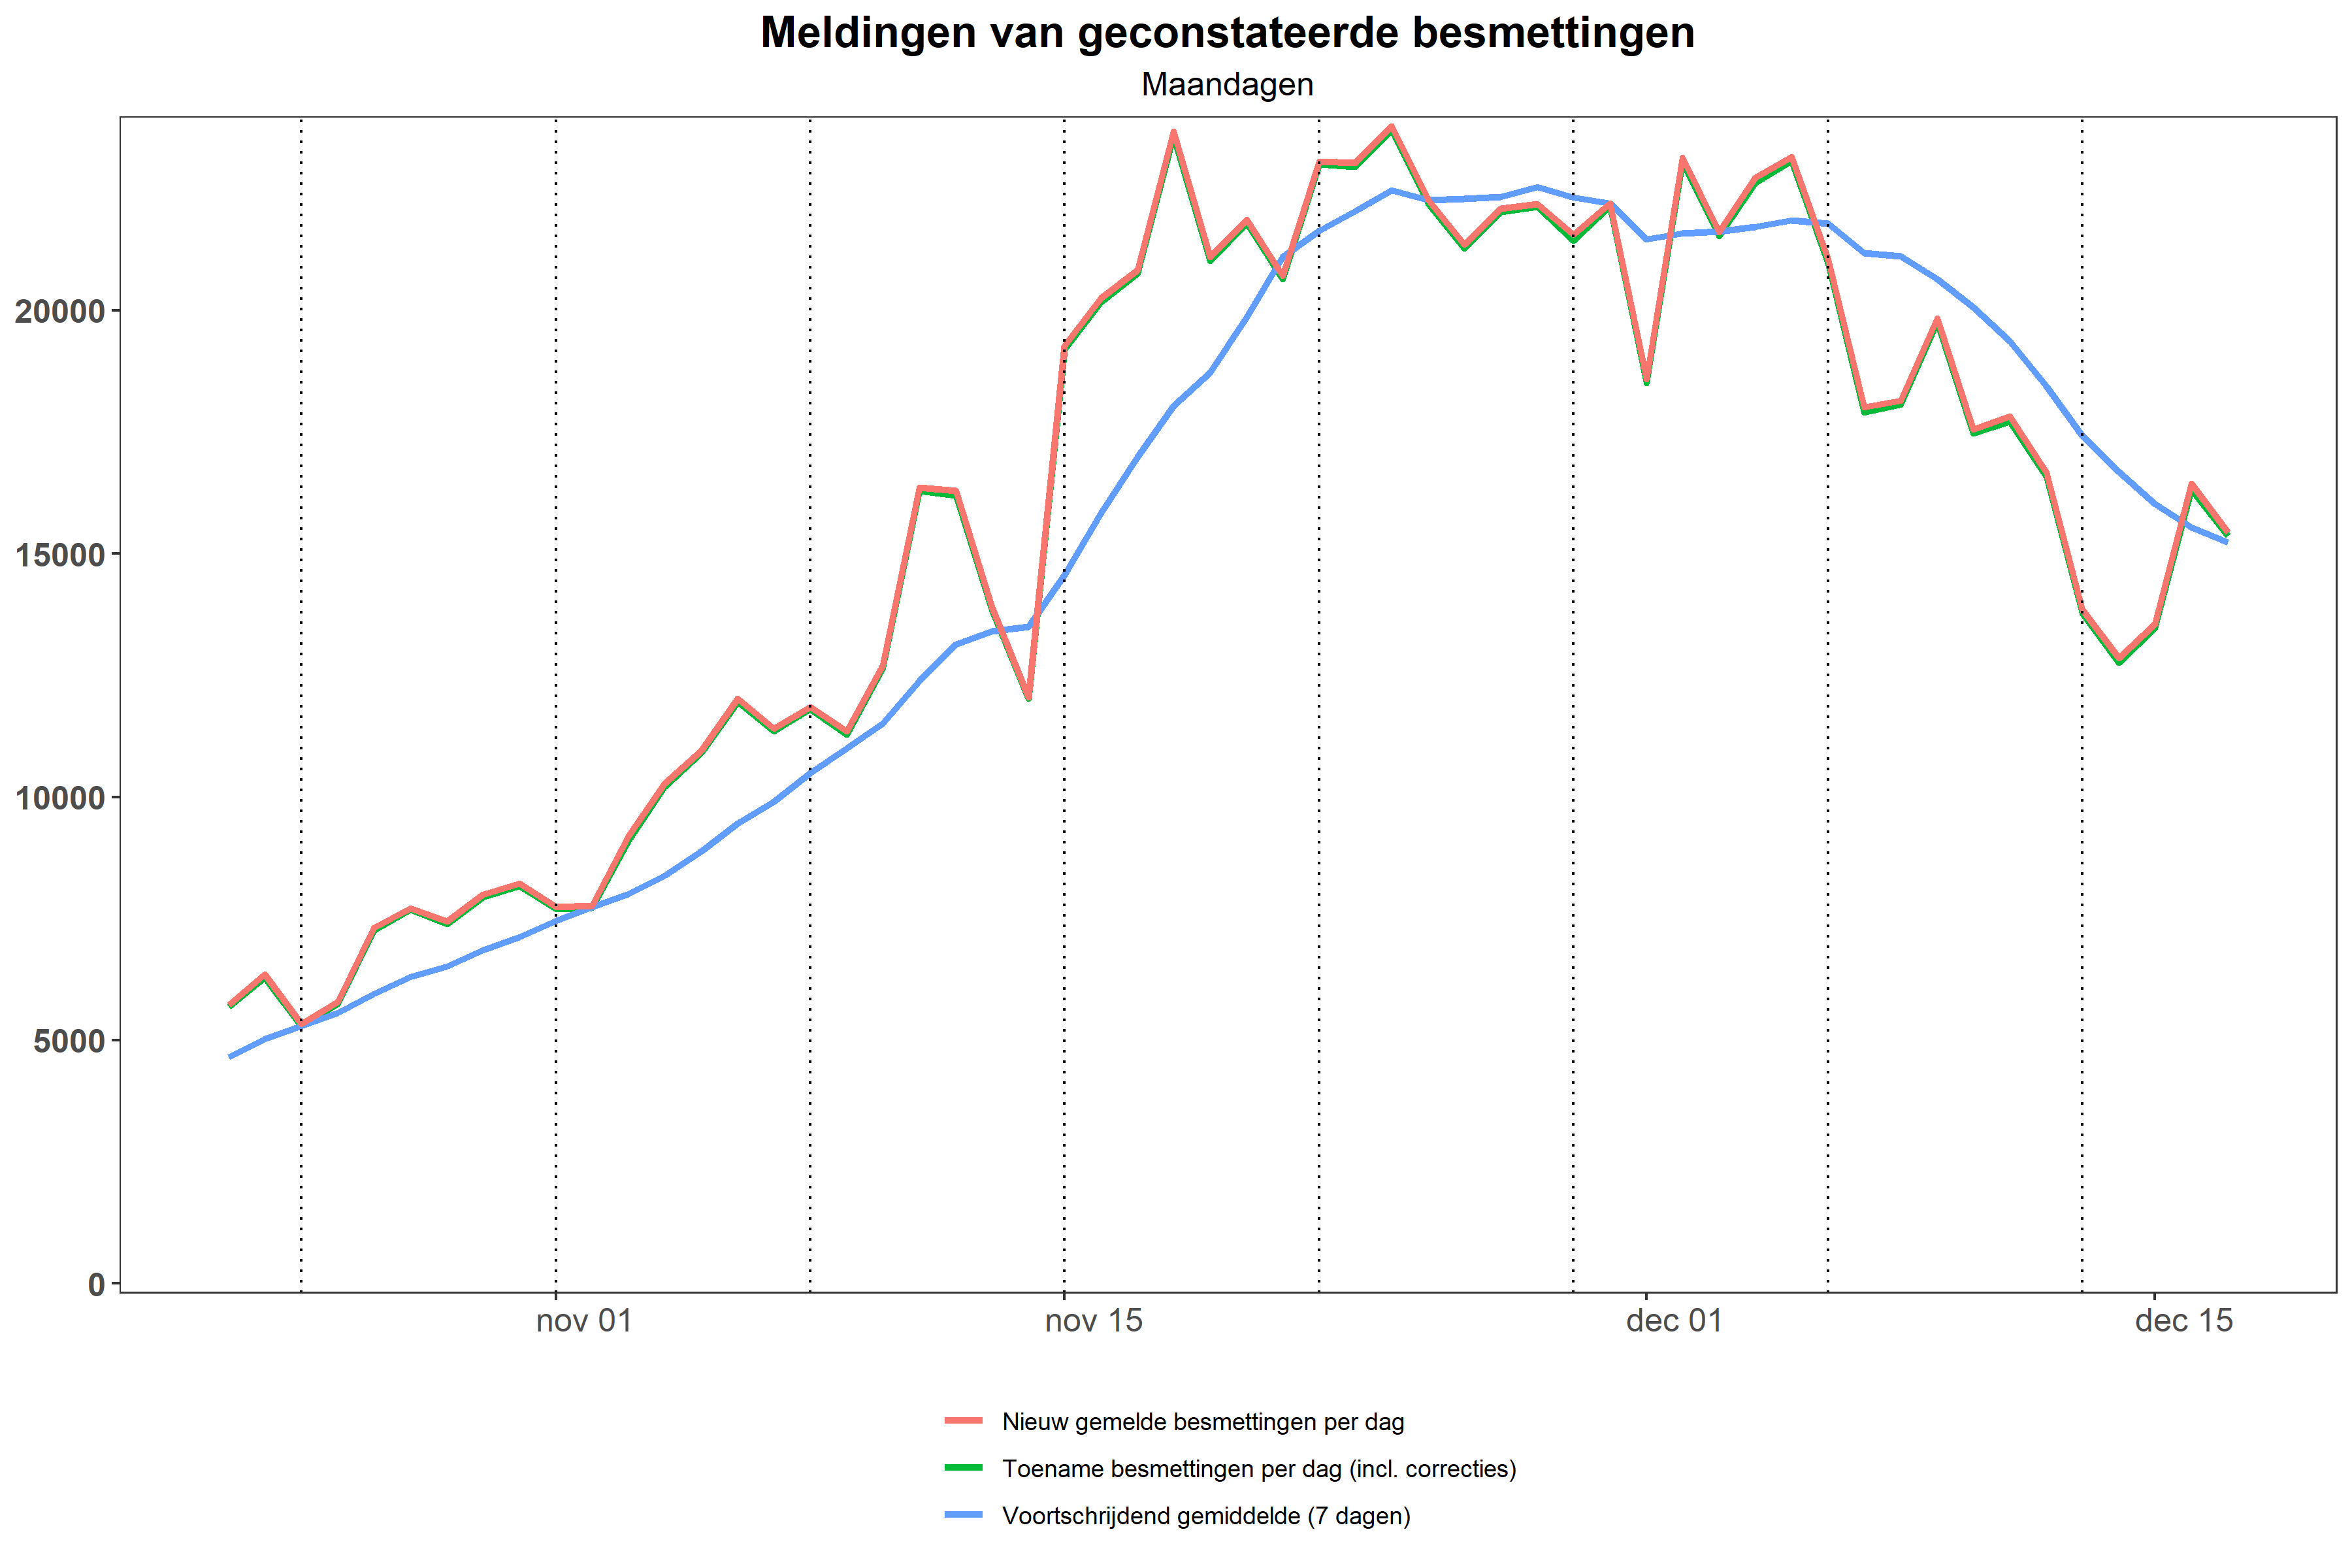 Meldingen van geconstateerde besmettingen
Maandagen
20000
15000
10000
5000
0
nov 01
nov 15
dec 01
dec 15
Nieuw gemelde besmettingen per dag
Toename besmettingen per dag (incl. correcties)
Voortschrijdend gemiddelde (7 dagen)